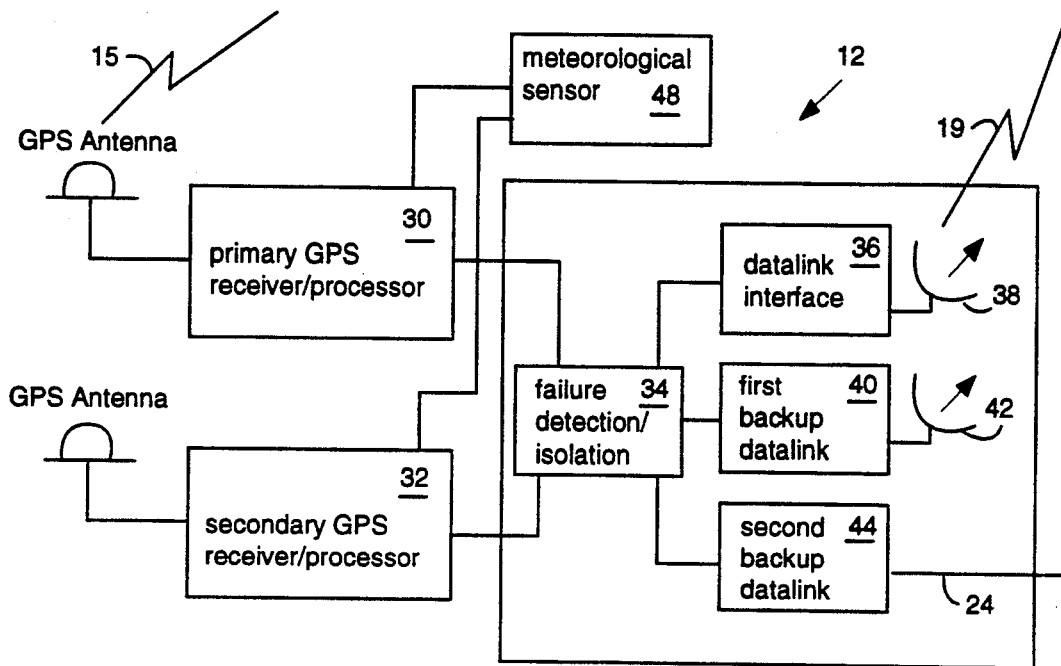 15
meteorological
sensor 48
12
19
GPS Antenna
30
primary GPS
receiver/processor
36
datalink
interface
38
GPS Antenna
failure 34
detection/
isolation
first 40
backup
datalink
42
32
secondary GPS
receiver/processor
second 44
backup
datalink
24